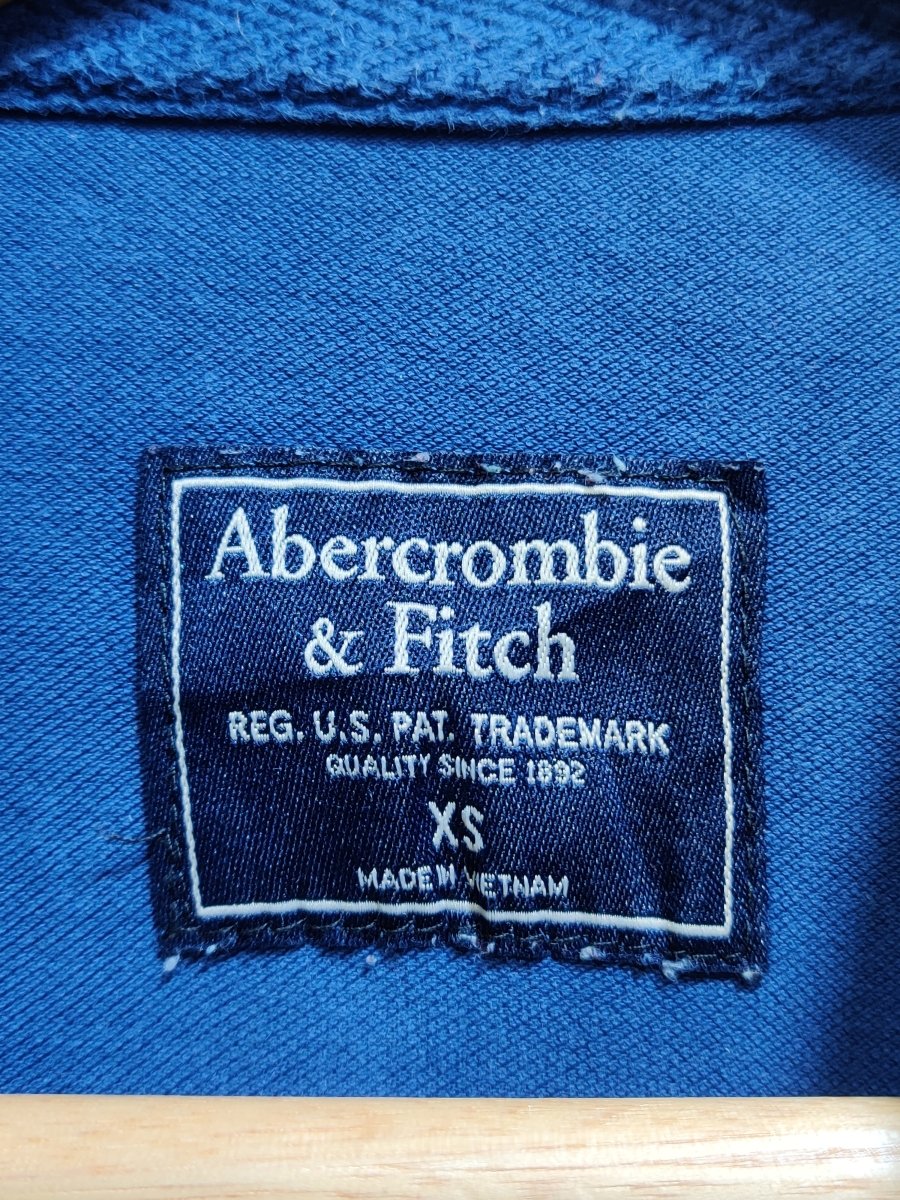 Abercrombie
& Fitch
REG. U.S. PAT. TRADEMARK
QUALITY SINCE 1892
XS
MADE IN VIETNAM